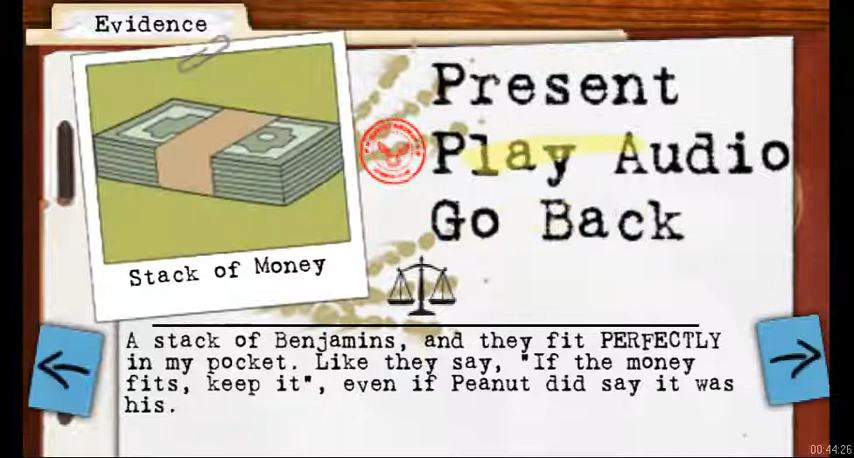 Evidence
Present
Play Audio
Go Back
Stack of Money
A stack of Benjamins, and they fit PERFECTLY
in my pocket. Like they say, "If the money
fits, keep it", even if Peanut did say it was
his.
00:44:26